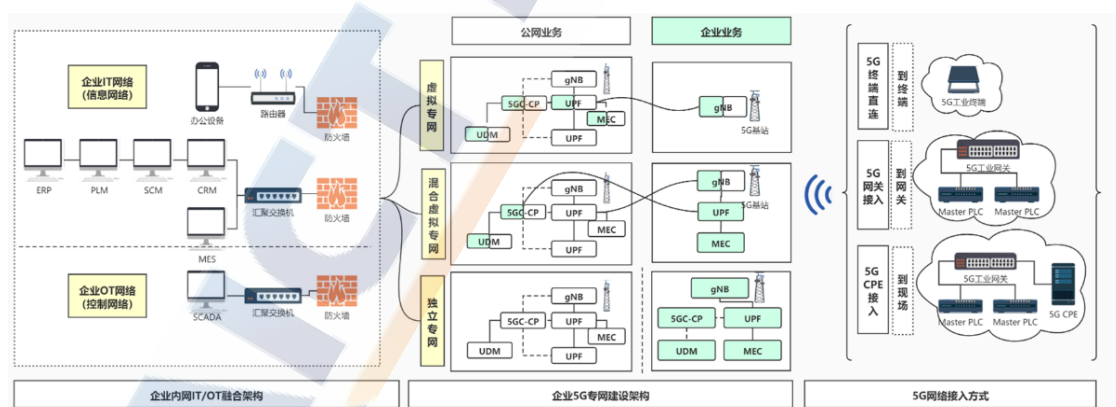 企业IT网络
(信息网络)
办公设备
路由器
防火墙
ERP
PLM
SCM
CRM
汇聚交换机
防火墙
MES
企业OT网络
(控制网络)
SCADA
汇聚交换机
防火墙
企业内网IT/OT融合架构
公网业务
企业业务
虚拟专网
gNB
5GC-CP
UPF
MEC
UDM
UPF
gNB
5G基站
混合虚拟专网
gNB
5GC-CP
UPF
MEC
UDM
UPF
gNB
5G基站
UPF
MEC
独立专网
gNB
5GC-CP
UPF
MEC
UDM
UPF
gNB
5GC-CP
UPF
UDM
MEC
企业5G专网建设架构
5G终端直连
到终端
5G工业终端
5G网关接入
到网关
5G工业网关
Master PLC
Master PLC
5G CPE接入
到现场
5G工业网关
Master PLC
Master PLC
5G CPE
5G网络接入方式